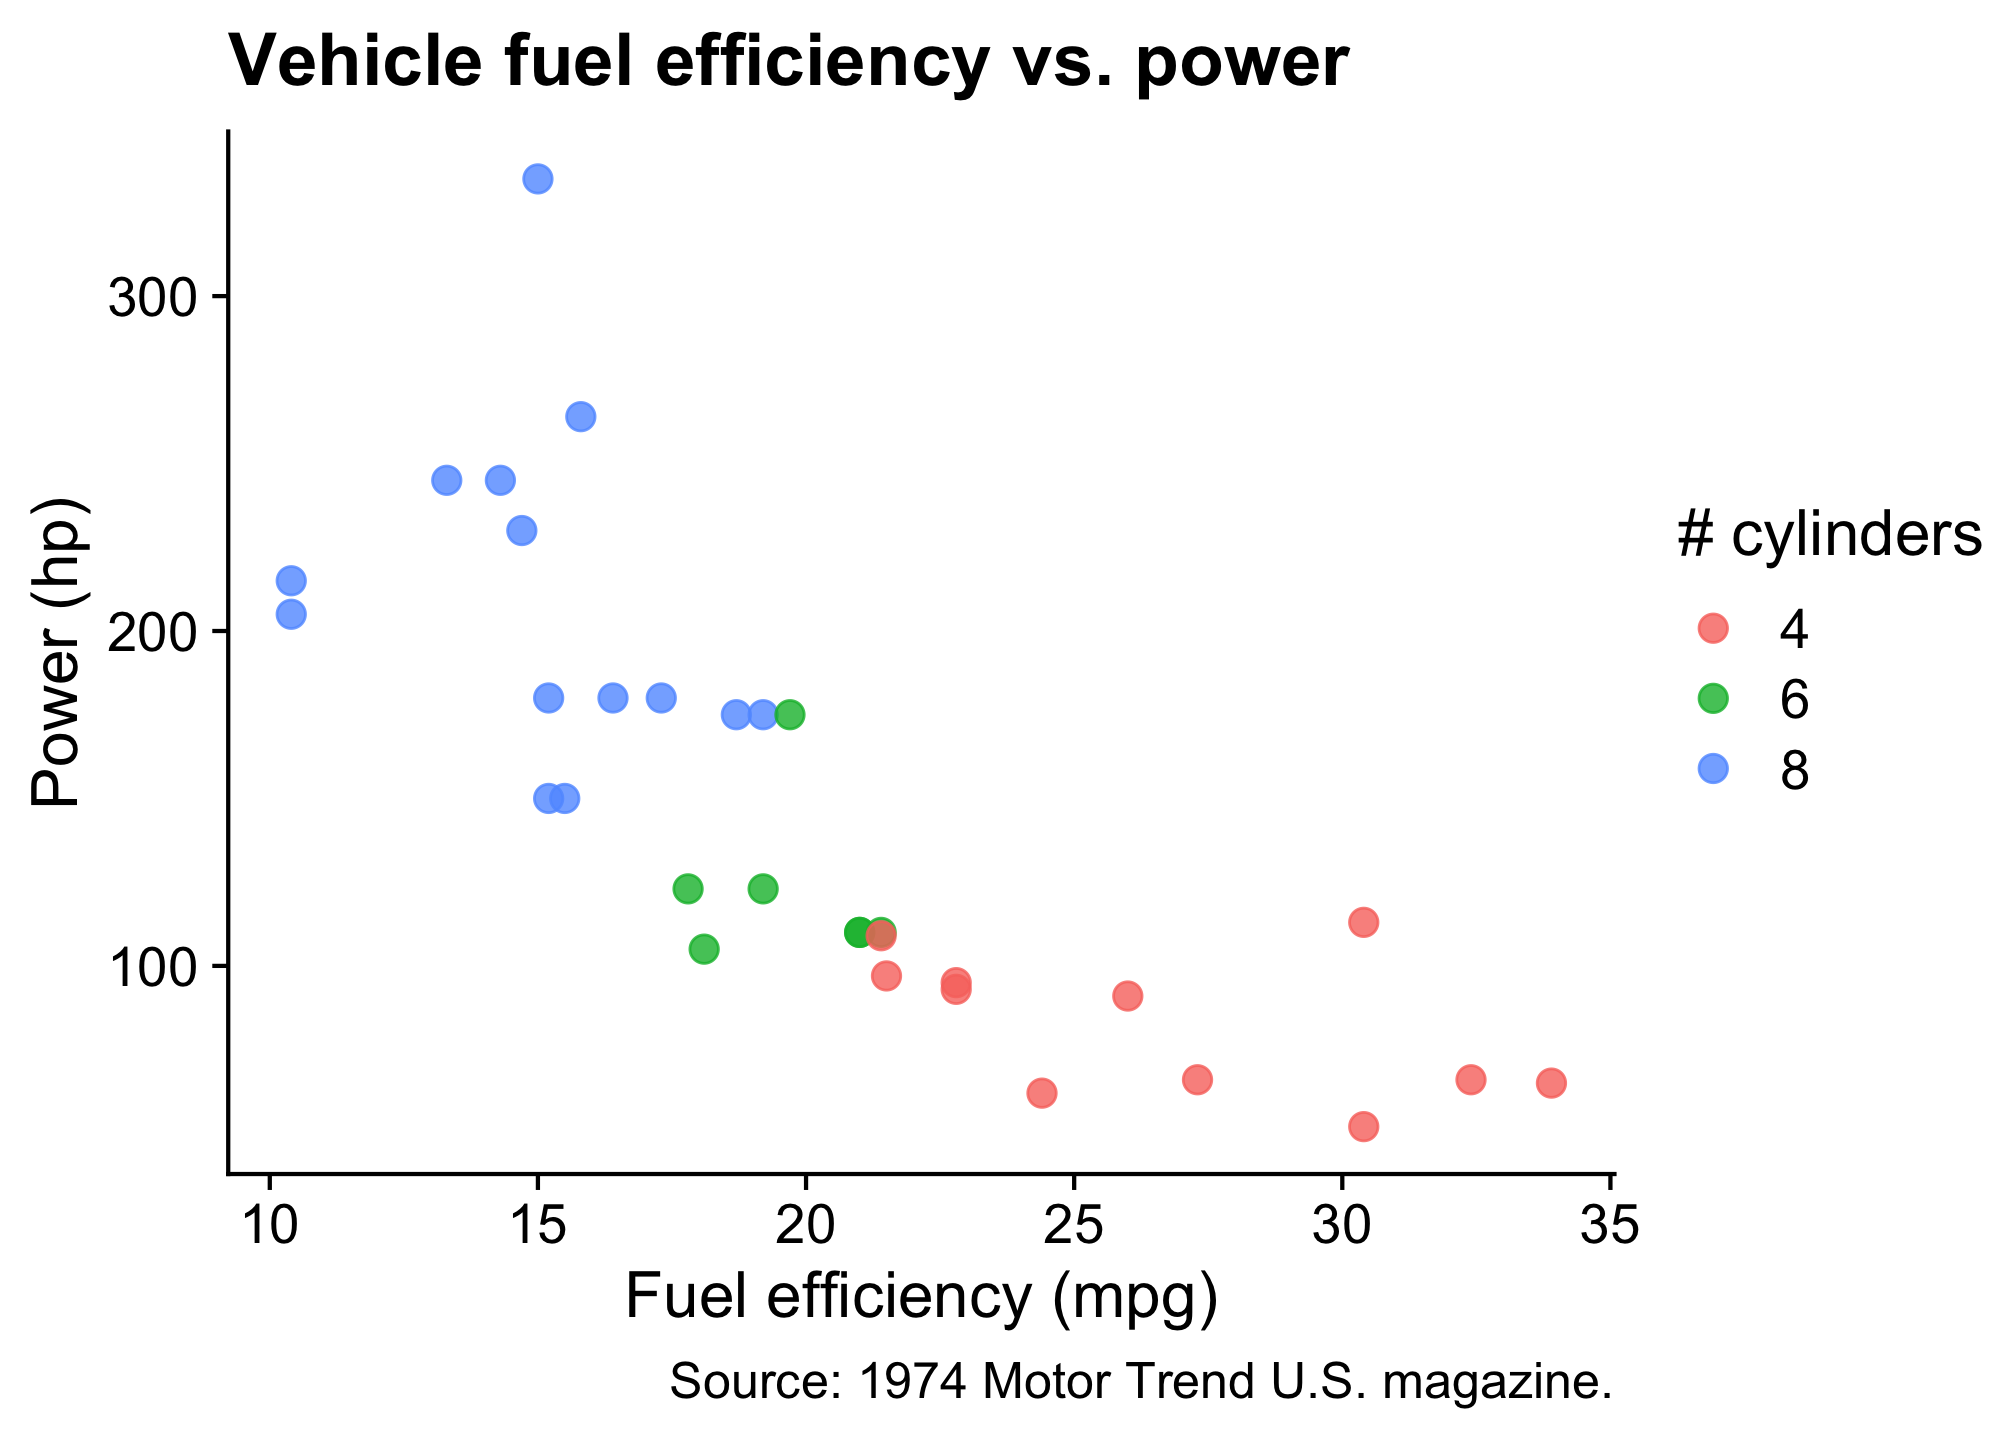 Vehicle fuel efficiency vs. power
Power (hp)
300
200
100
10 15 20 25 30 35
Fuel efficiency (mpg)
# cylinders
4
6
8
Source: 1974 Motor Trend U.S. magazine.